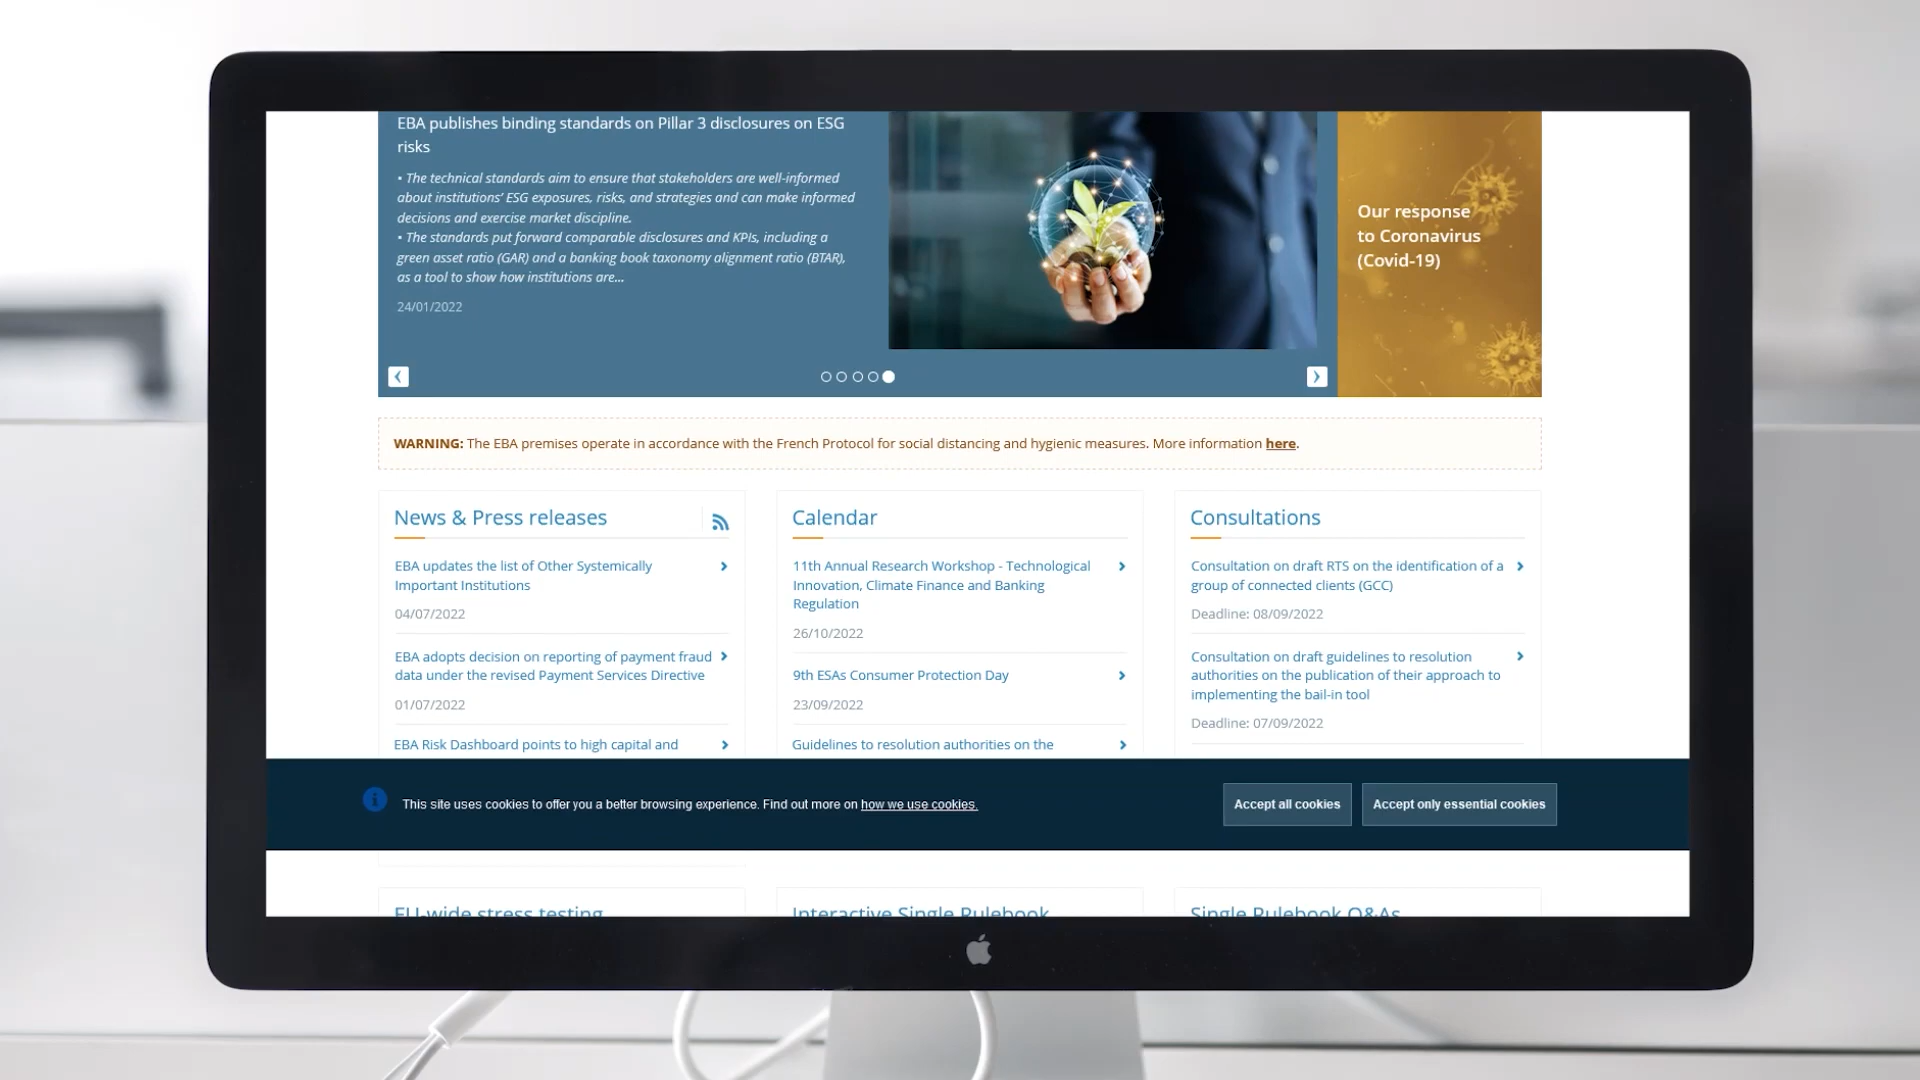 EBA publishes binding standards on Pillar 3 disclosures on ESG
risks
• The technical standards aim to ensure that stakeholders are well-informed
about institutions' ESG exposures, risks, and strategies and can make informed
decisions and exercise market discipline.
• The standards put forward comparable disclosures and KPIs, including a
green asset ratio (GAR) and a banking book taxonomy alignment ratio (BTAR),
as a tool to show how institutions are...
24/01/2022
Our response
to Coronavirus
(Covid-19)
WARNING: The EBA premises operate in accordance with the French Protocol for social distancing and hygienic measures. More information here.
News & Press releases
EBA updates the list of Other Systemically
Important Institutions
04/07/2022
EBA adopts decision on reporting of payment fraud
data under the revised Payment Services Directive
01/07/2022
EBA Risk Dashboard points to high capital and
Calendar
11th Annual Research Workshop - Technological
Innovation, Climate Finance and Banking
Regulation
26/10/2022
9th ESAs Consumer Protection Day
23/09/2022
Guidelines to resolution authorities on the
Consultations
Consultation on draft RTS on the identification of a
group of connected clients (GCC)
Deadline: 08/09/2022
Consultation on draft guidelines to resolution
authorities on the publication of their approach to
implementing the bail-in tool
Deadline: 07/09/2022
This site uses cookies to offer you a better browsing experience. Find out more on how we use cookies.
Accept all cookies
Accept only essential cookies
EU-wide stress testing
Interactive Single Rulebook
Single Rulebook Q&As